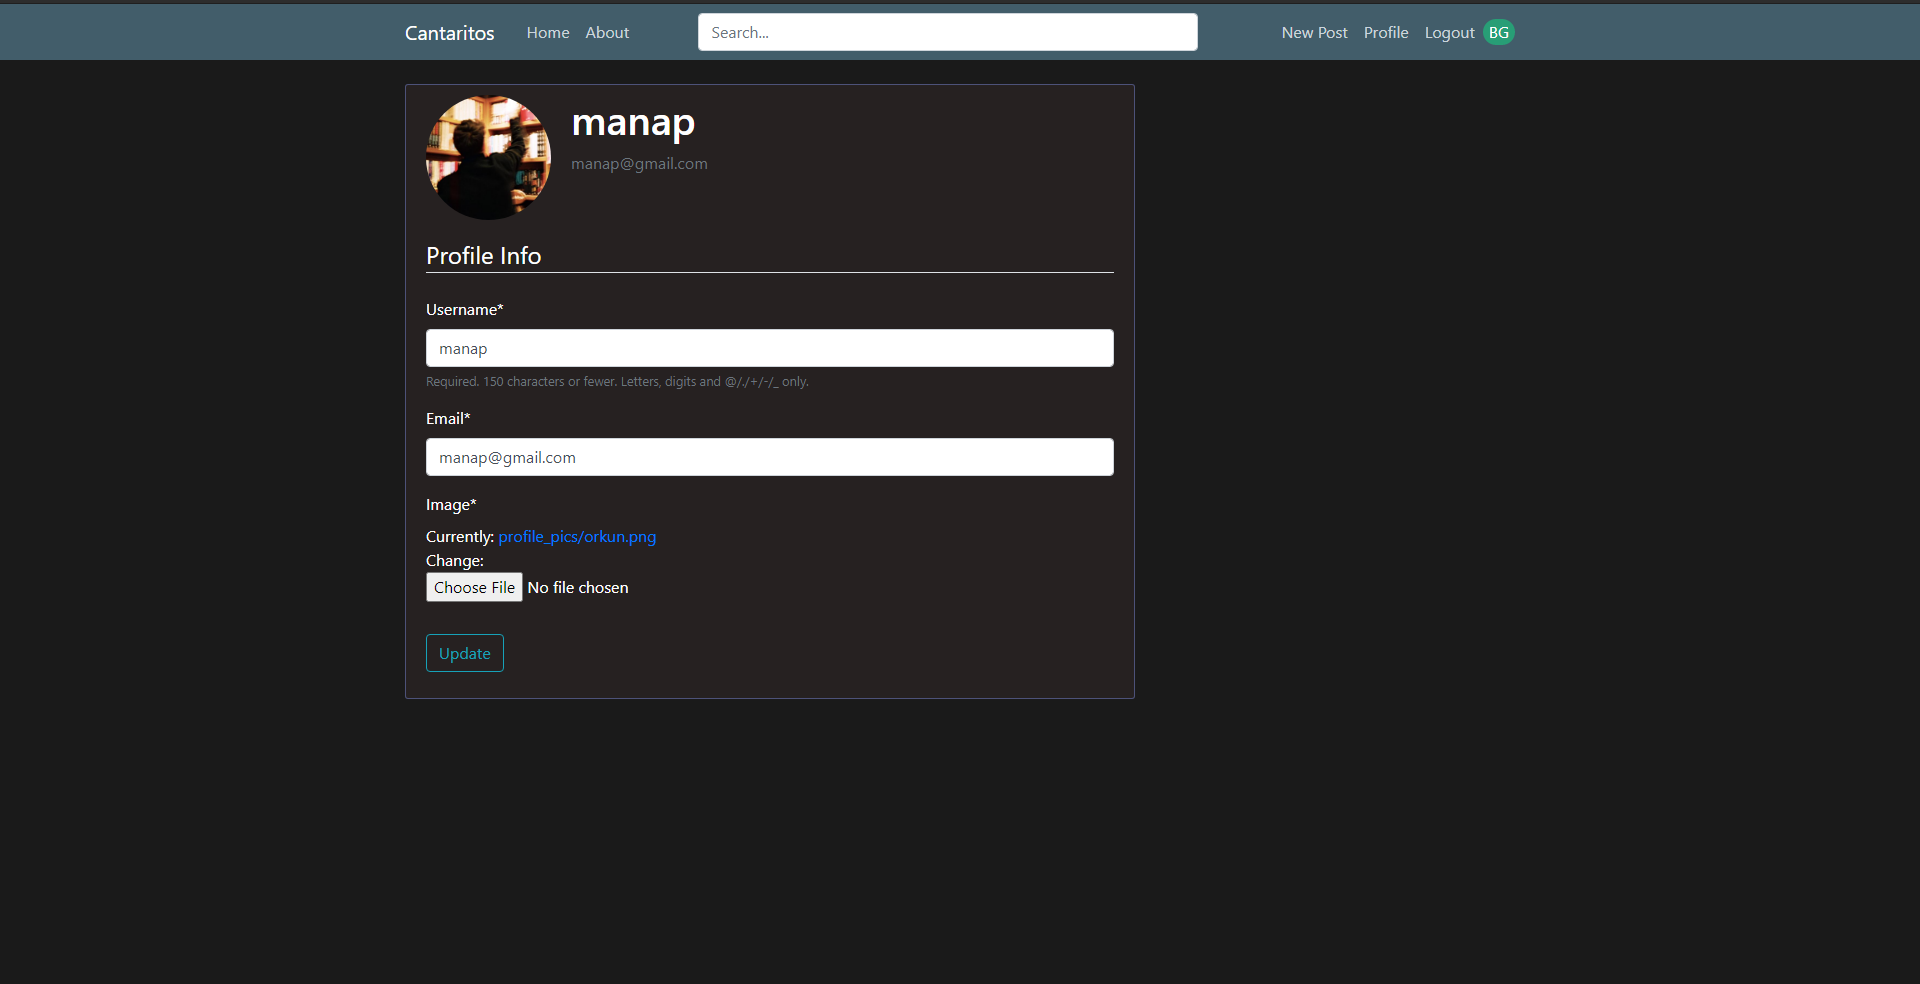 Cantaritos Home About Search... New Post Profile Logout BG
manap
manap@gmail.com
Profile Info
Username*
manap
Required. 150 characters or fewer. Letters, digits and @/./+/-/_ only.
Email*
manap@gmail.com
Image*
Currently: profile_pics/orkun.png
Change:
Choose File No file chosen
Update